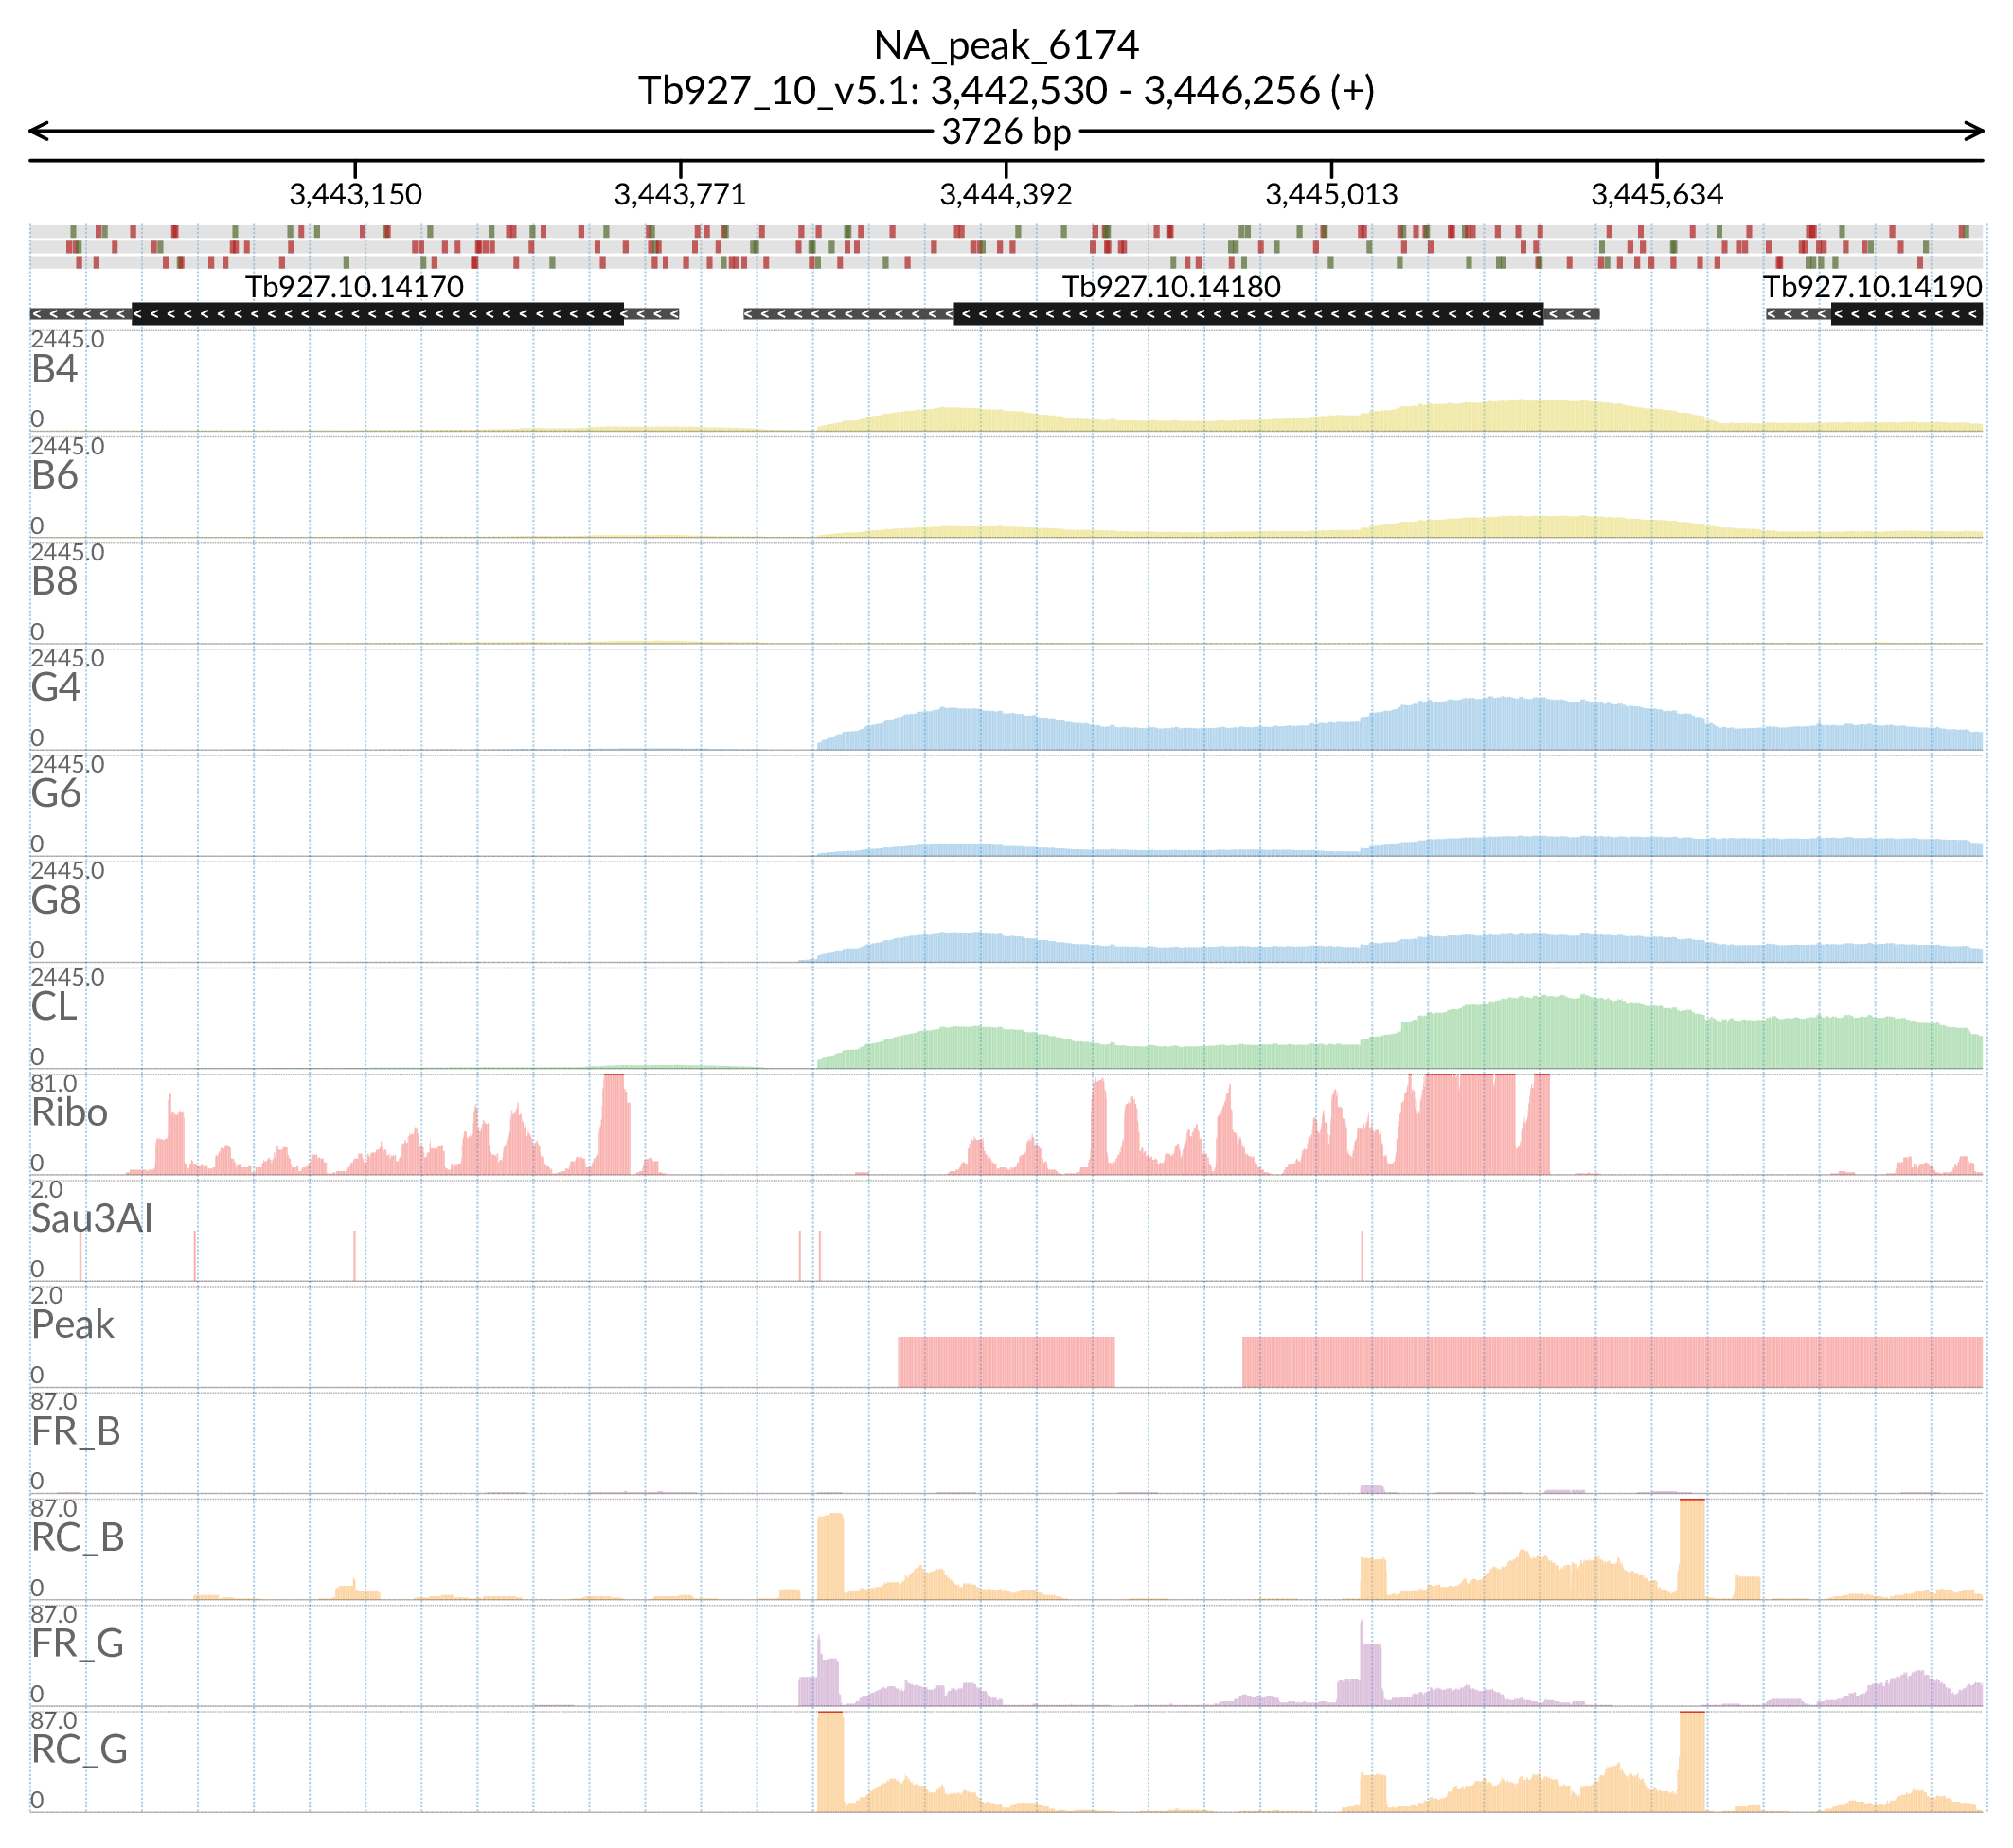 NA_peak_6174
Tb927_10_v5.1: 3,442,530 - 3,446,256 (+)
3726 bp
3,443,150 3,443,771 3,444,392 3,445,013 3,445,634
Tb927.10.14170 Tb927.10.14180 Tb927.10.14190
2445.0
B4
0
2445.0
B6
0
2445.0
B8
0
2445.0
G4
0
2445.0
G6
0
2445.0
G8
0
2445.0
CL
0
81.0
Ribo
0
2.0
Sau3AI
0
2.0
Peak
0
87.0
FR_B
0
87.0
RC_B
0
87.0
FR_G
0
87.0
RC_G
0